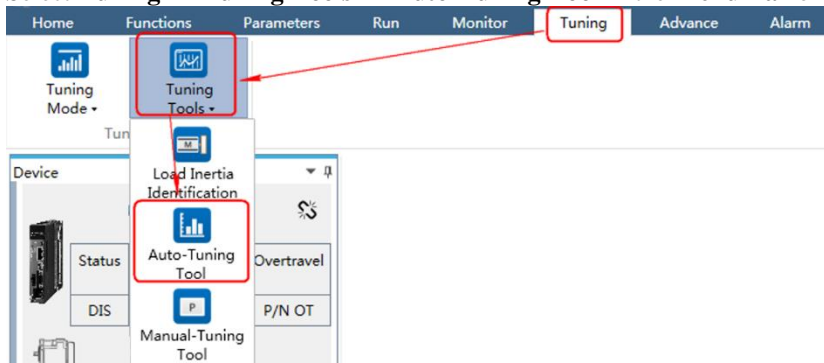 Home Functions Parameters Run Monitor Tuning Advance Alarm
Tuning Mode
Tuning Tools
Tun
Load Inertia
Identification
Device
Auto-Tuning
Tool
Status Overtravel
DIS P/N OT
Manual-Tuning
Tool